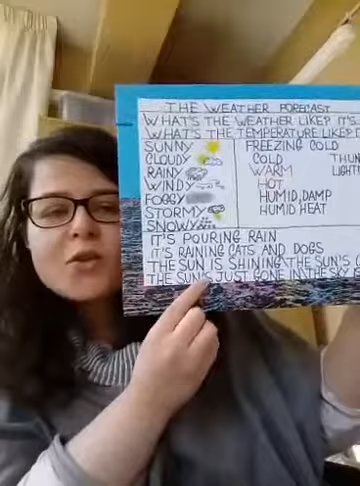 THE WEATHER FORECAST
WHAT'S THE WEATHER LIKE? IT'S
WHAT'S THE TEMPERATURE LIKE?
SUNNY FREEZING COLD
CLOUDY COLD
RAINY WARM
WINDY HOT
FOGGY HUMID, DAMP
STORMY HUMID HEAT
SNOWY
IT'S POURING RAIN
IT'S RAINING CATS AND DOGS
THE SUN IS SHINING THE SUN'S
THE SUN'S JUST GONE IN THE SKY